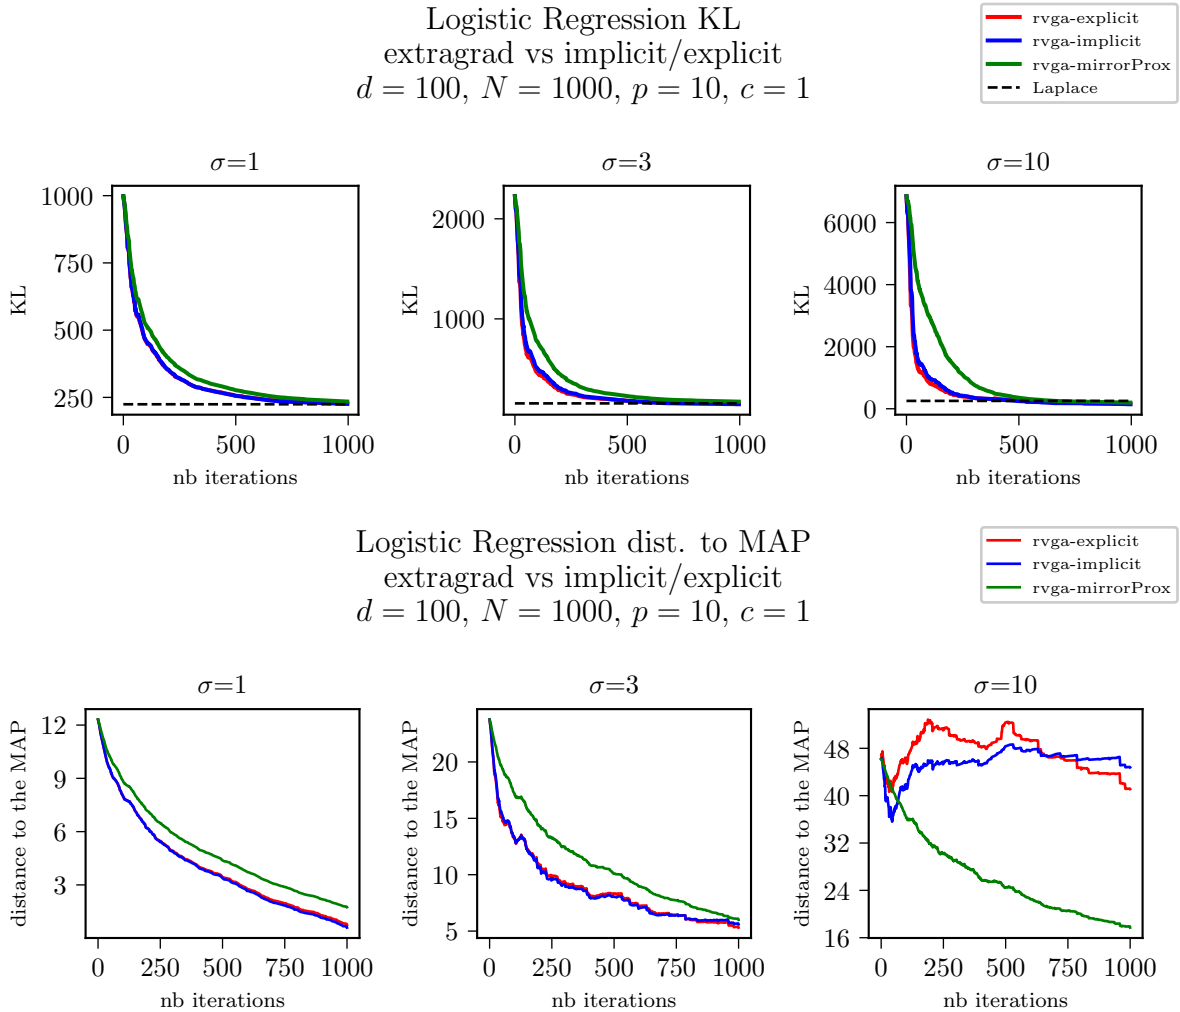 Logistic Regression KL
extragrad vs implicit/explicit
d = 100, N = 1000, p = 10, c = 1
rvga-explicit
rvga-implicit
rvga-mirrorProx
Laplace
σ=1
σ=3
σ=10
KL
1000
750
500
250
0
500
1000
nb iterations
KL
2000
1000
0
500
1000
nb iterations
KL
6000
4000
2000
0
0
500
1000
nb iterations
Logistic Regression dist. to MAP
extragrad vs implicit/explicit
d = 100, N = 1000, p = 10, c = 1
rvga-explicit
rvga-implicit
rvga-mirrorProx
σ=1
σ=3
σ=10
distance to the MAP
12
9
6
3
0
250
500
750
1000
nb iterations
distance to the MAP
20
15
10
5
0
250
500
750
1000
nb iterations
distance to the MAP
48
40
32
24
16
0
250
500
750
1000
nb iterations